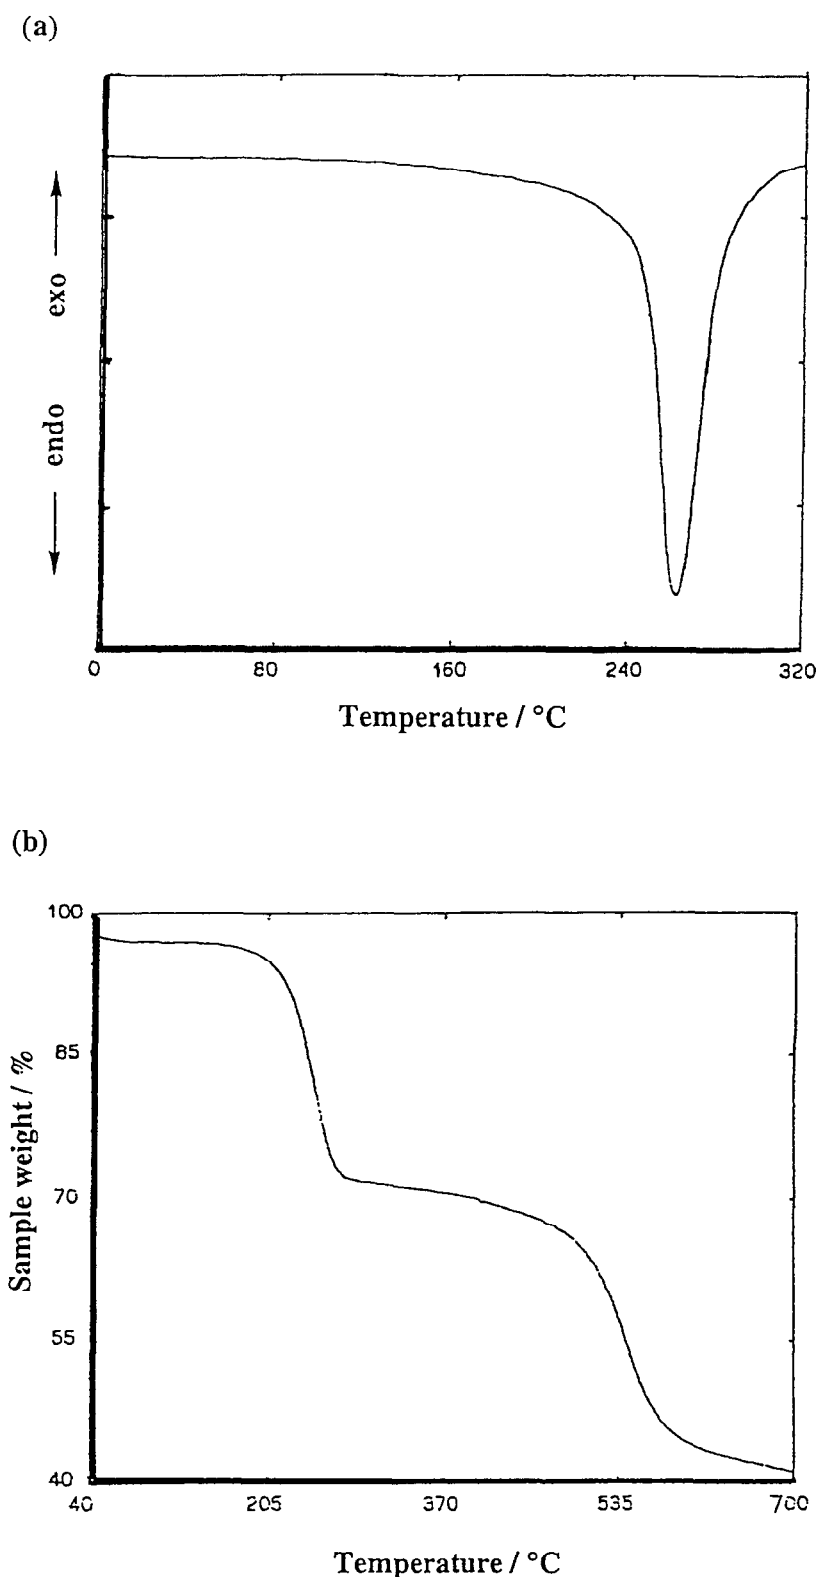 (a)
exo
endo
0 80 160 240 320
Temperature / °C
(b)
100
85
70
55
40
Sample weight / %
40 205 370 535 700
Temperature / °C